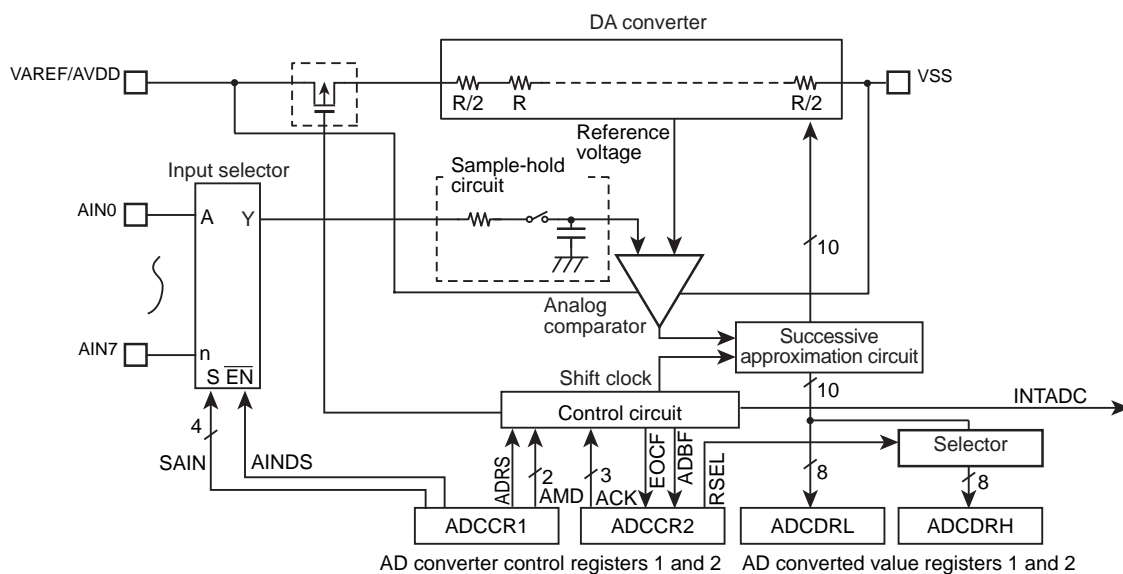 DA converter
VAREF/AVDD
VSS
R/2
R
R/2
Reference
voltage
Sample-hold
circuit
Input selector
AIN0
A
Y
10
Analog
comparator
AIN7
n
S EN
Successive
approximation circuit
Shift clock
10
INTADC
Control circuit
4
SAIN
AINDS
ADRS
2
AMD
3
ACK
EOCF
ADBF
RSEL
Selector
8
8
ADCCR1
ADCCR2
ADCDRL
ADCDRH
AD converter control registers 1 and 2
AD converted value registers 1 and 2